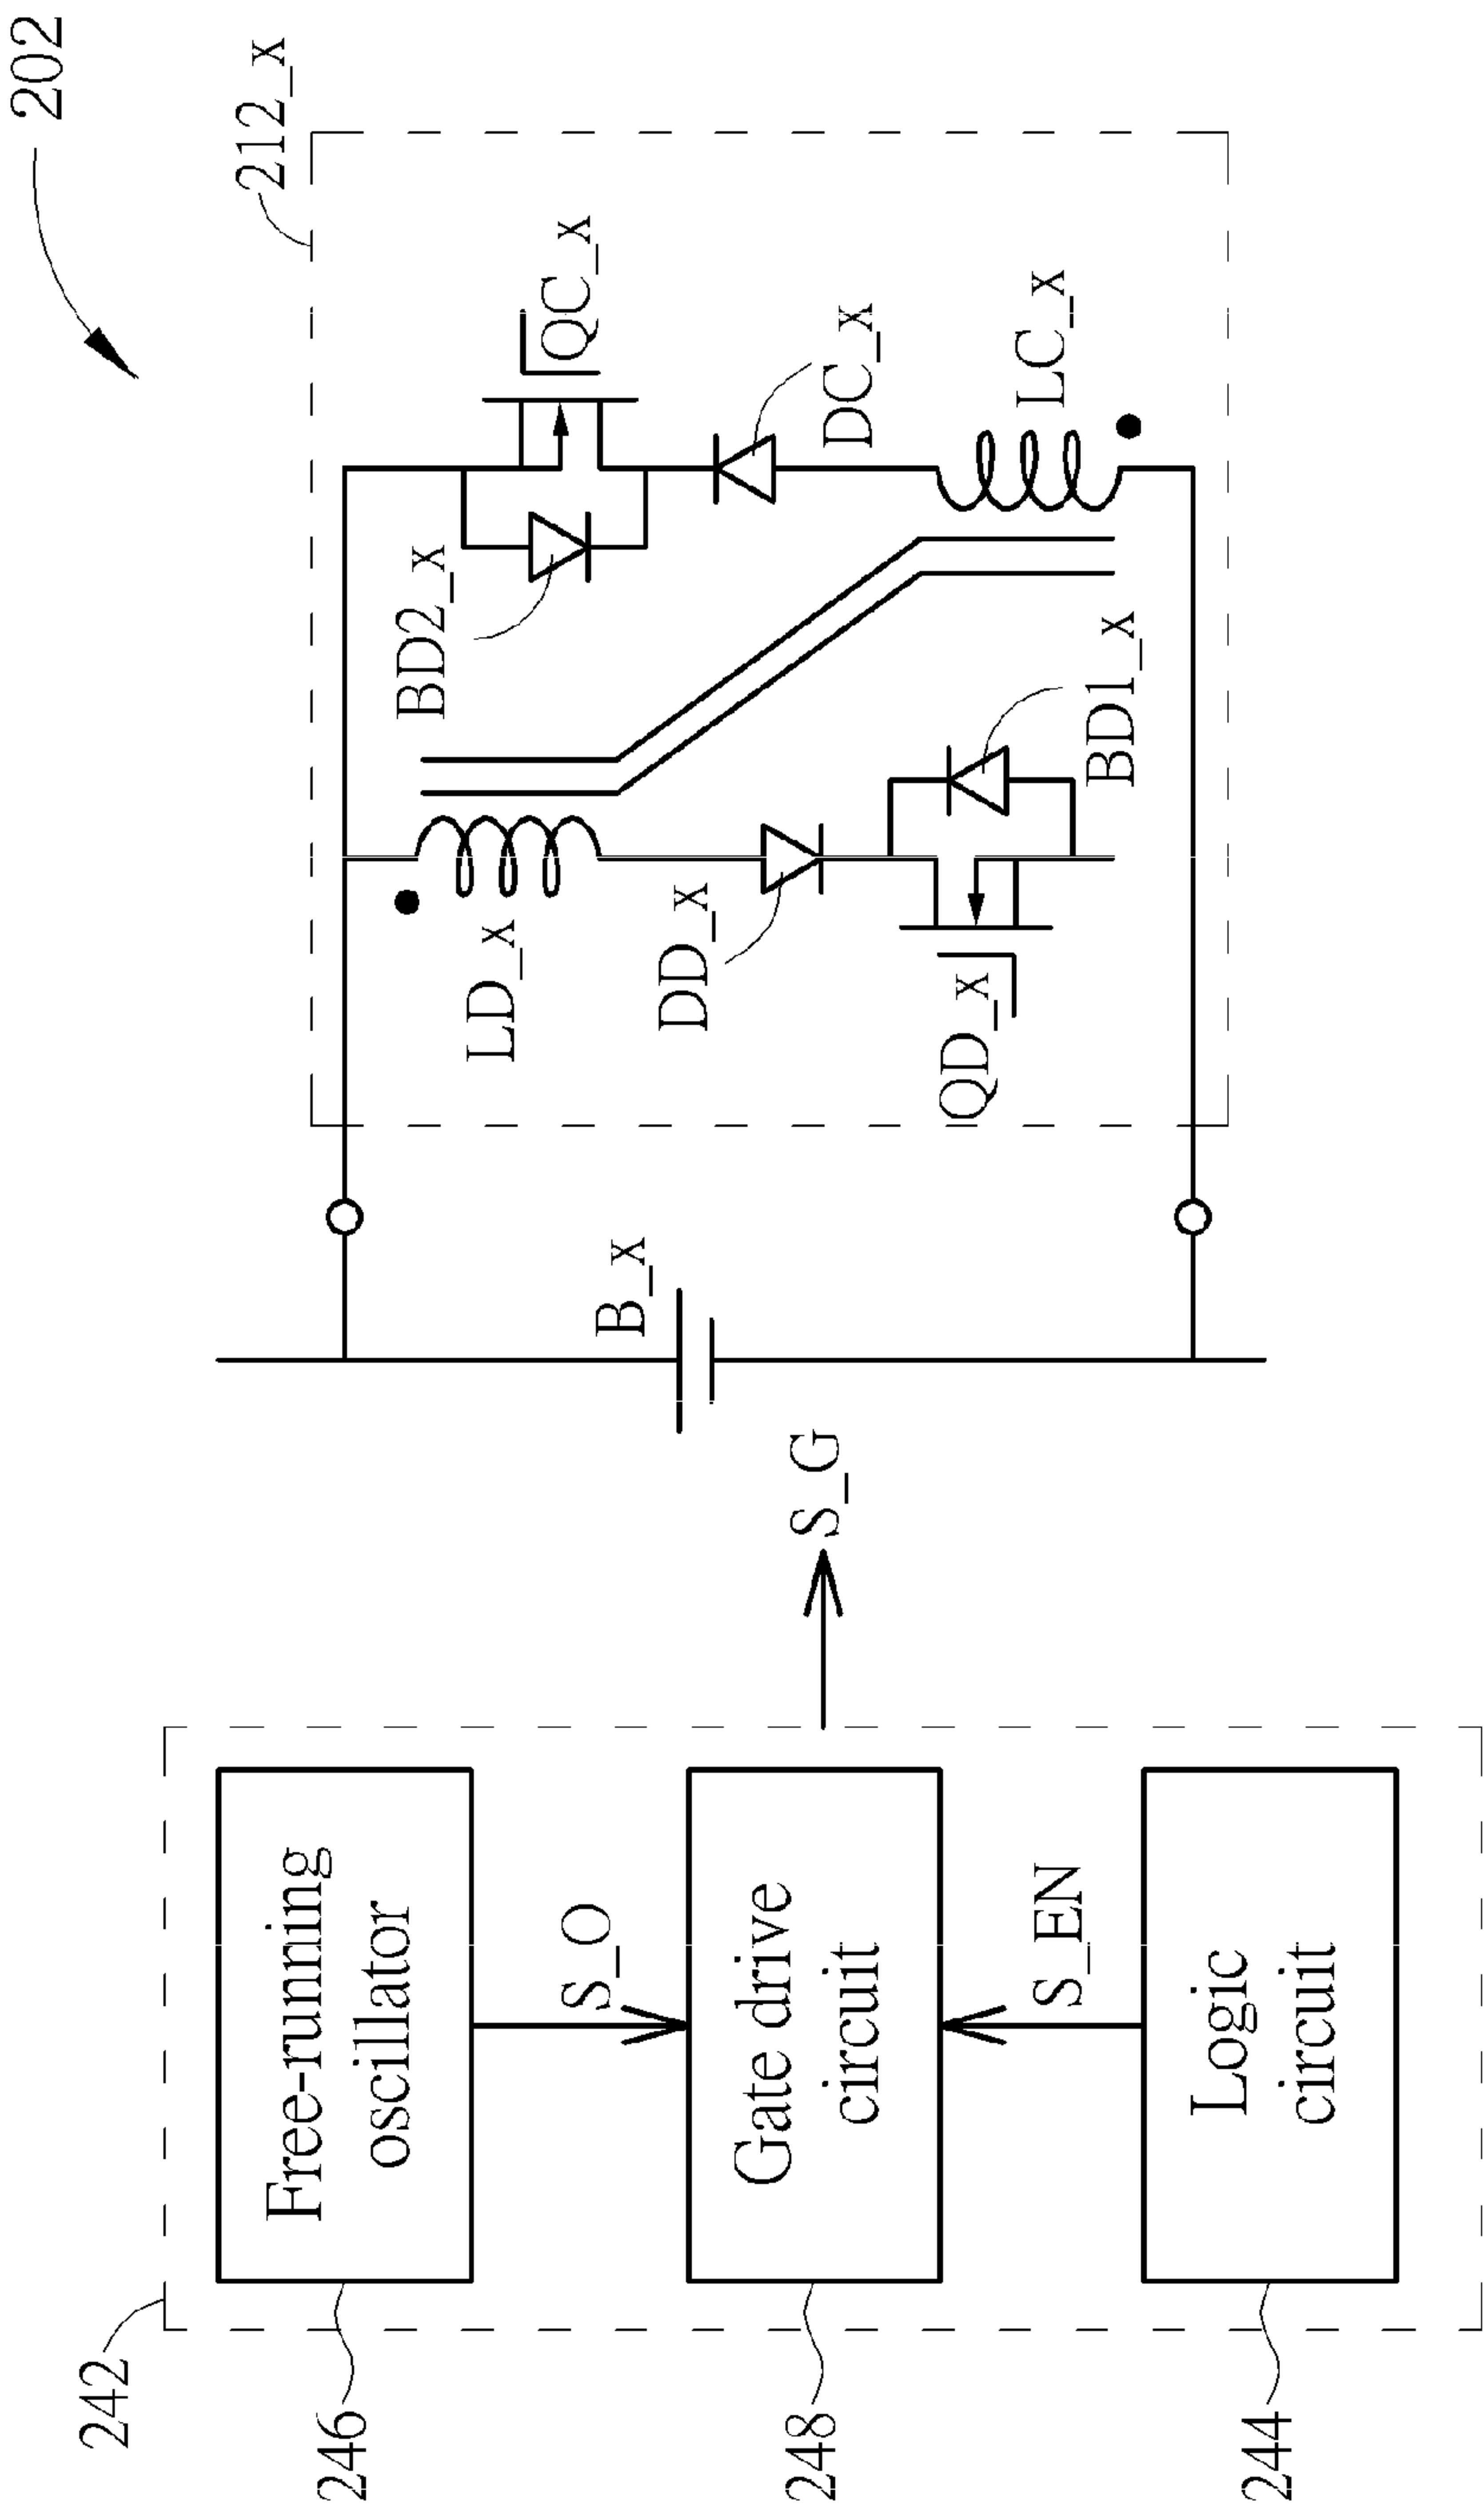 202
242
246
Free-running
oscillator
S_O
248
Gate drive
circuit
S_EN
244
Logic
circuit
S_G
B_x
212_x
LD_x
DD_x
QD_x
BD1_x
BD2_x
QC_x
DC_x
LC_x